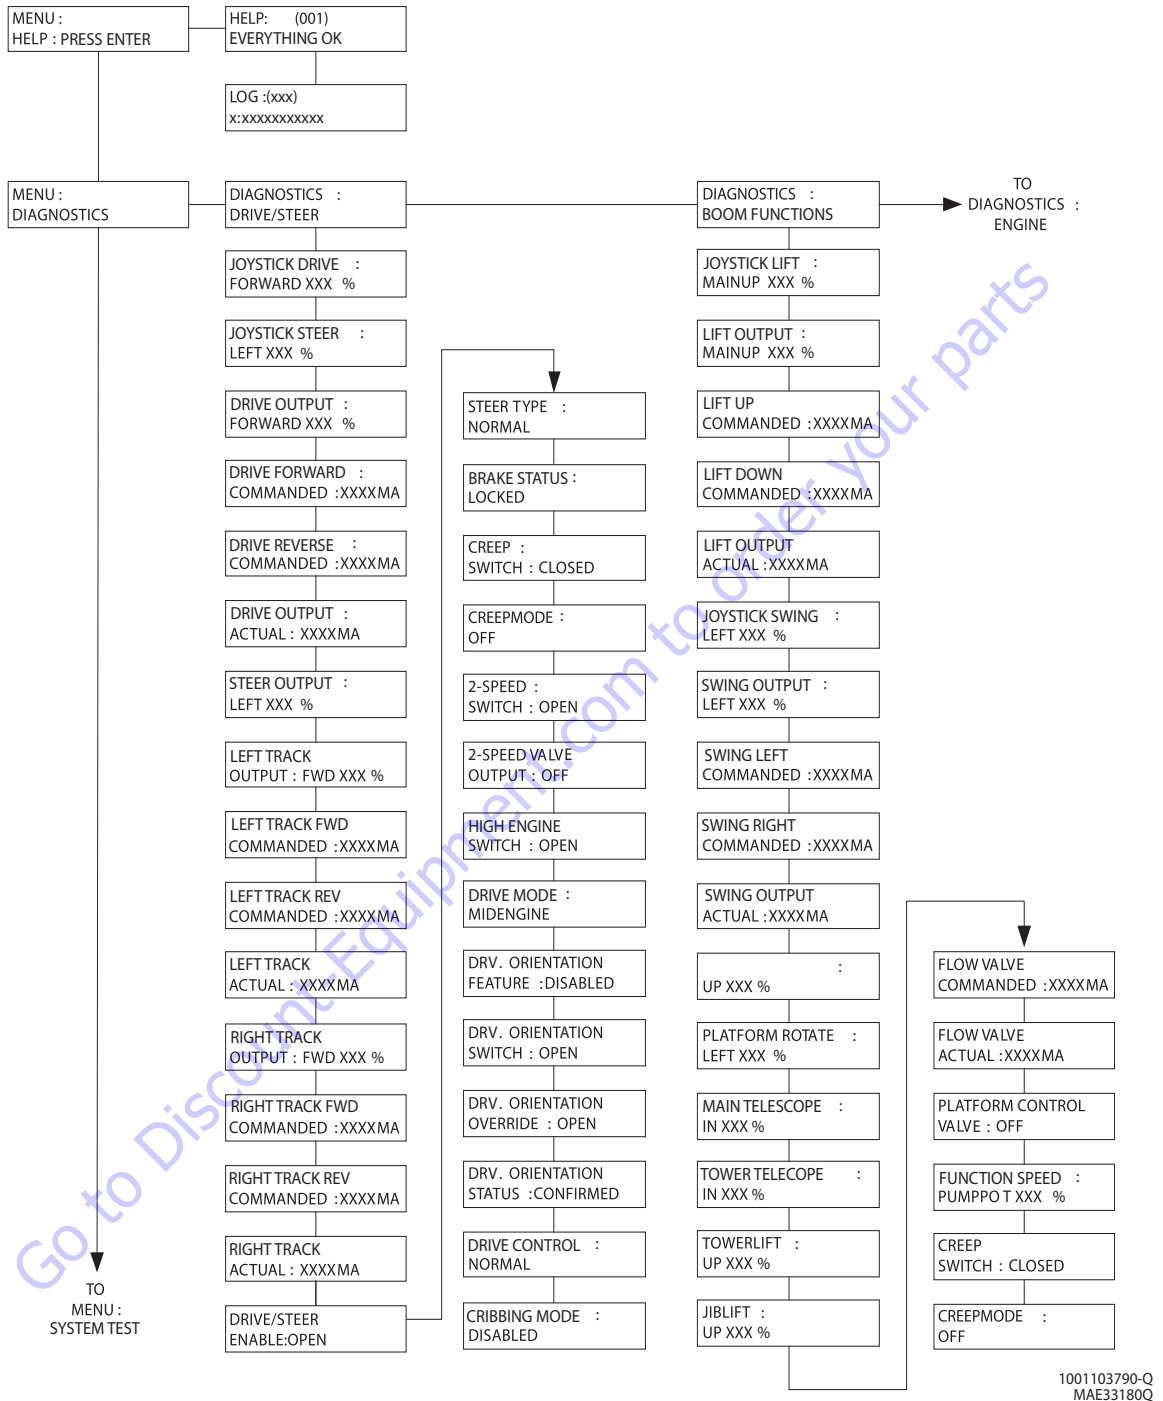 MENU :
HELP : PRESS ENTER
HELP: (001)
EVERYTHING OK
LOG :(xxx)
x:xxxxxxxxxxx
MENU :
DIAGNOSTICS
DIAGNOSTICS :
DRIVE/STEER
DIAGNOSTICS :
BOOM FUNCTIONS
TO
DIAGNOSTICS :
ENGINE
JOYSTICK DRIVE :
FORWARD XXX %
JOYSTICK STEER :
LEFT XXX %
DRIVE OUTPUT :
FORWARD XXX %
DRIVE FORWARD :
COMMANDED :XXXXMA
DRIVE REVERSE :
COMMANDED :XXXXMA
DRIVE OUTPUT :
ACTUAL : XXXXMA
STEER OUTPUT :
LEFT XXX %
LEFT TRACK
OUTPUT : FWD XXX %
LEFT TRACK FWD
COMMANDED :XXXXMA
LEFT TRACK REV
COMMANDED :XXXXMA
LEFT TRACK
ACTUAL : XXXXMA
RIGHT TRACK
OUTPUT : FWD XXX %
RIGHT TRACK FWD
COMMANDED :XXXXMA
RIGHT TRACK REV
COMMANDED :XXXXMA
RIGHT TRACK
ACTUAL : XXXXMA
DRIVE/STEER
ENABLE:OPEN
STEER TYPE :
NORMAL
BRAKE STATUS :
LOCKED
CREEP :
SWITCH : CLOSED
CREEPMODE :
OFF
2-SPEED :
SWITCH : OPEN
2-SPEED VALVE
OUTPUT : OFF
HIGH ENGINE
SWITCH : OPEN
DRIVE MODE :
MIDENGINE
DRV. ORIENTATION
FEATURE :DISABLED
DRV. ORIENTATION
SWITCH : OPEN
DRV. ORIENTATION
OVERRIDE : OPEN
DRV. ORIENTATION
STATUS :CONFIRMED
DRIVE CONTROL :
NORMAL
CRIBBING MODE :
DISABLED
JOYSTICK LIFT :
MAINUP XXX %
LIFT OUTPUT :
MAINUP XXX %
LIFT UP
COMMANDED :XXXXMA
LIFT DOWN
COMMANDED :XXXXMA
LIFT OUTPUT
ACTUAL :XXXXMA
JOYSTICK SWING :
LEFT XXX %
SWING OUTPUT :
LEFT XXX %
SWING LEFT
COMMANDED :XXXXMA
SWING RIGHT
COMMANDED :XXXXMA
SWING OUTPUT
ACTUAL :XXXXMA
:
UP XXX %
PLATFORM ROTATE :
LEFT XXX %
MAIN TELESCOPE :
IN XXX %
TOWER TELECOPE :
IN XXX %
TOWERLIFT :
UP XXX %
JIBLIFT :
UP XXX %
FLOW VALVE
COMMANDED :XXXXMA
FLOW VALVE
ACTUAL :XXXXMA
PLATFORM CONTROL
VALVE : OFF
FUNCTION SPEED :
PUMPPO T XXX %
CREEP
SWITCH : CLOSED
CREEPMODE :
OFF
TO
MENU :
SYSTEM TEST
1001103790-Q
MAE33180Q
Go to Discount-Equipment.com to order your parts